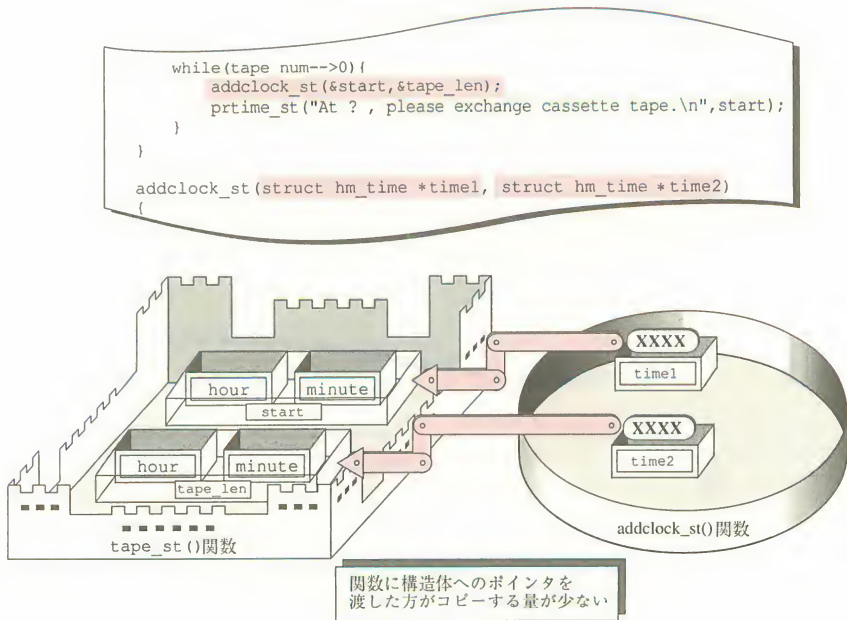 while(tape num-->0){
addclock_st(&start,&tape_len);
prtime_st("At ? , please exchange cassette tape.\n",start);
}
}
addclock_st(struct hm_time *time1, struct hm_time *time2)
{
XXXX
time1
hour
minute
start
XXXX
time2
hour
minute
tape_len
addclock_st()関数
tape_st()関数
関数に構造体へのポインタを
渡した方がコピーする量が少ない